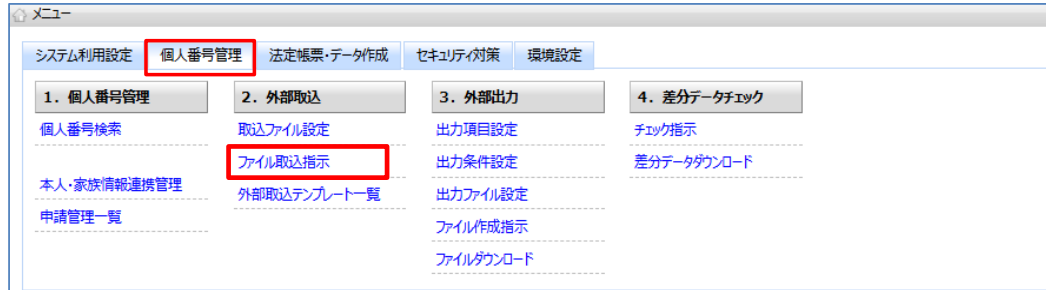 メニュー
システム利用設定 個人番号管理 法定帳票・データ作成 セキュリティ対策 環境設定
1. 個人番号管理
個人番号検索
本人・家族情報連携管理
申請管理一覧
2. 外部取込
取込ファイル設定
ファイル取込指示
外部取込テンプレート一覧
3. 外部出力
出力項目設定
出力条件設定
出力ファイル設定
ファイル作成指示
ファイルダウンロード
4. 差分データチェック
チェック指示
差分データダウンロード